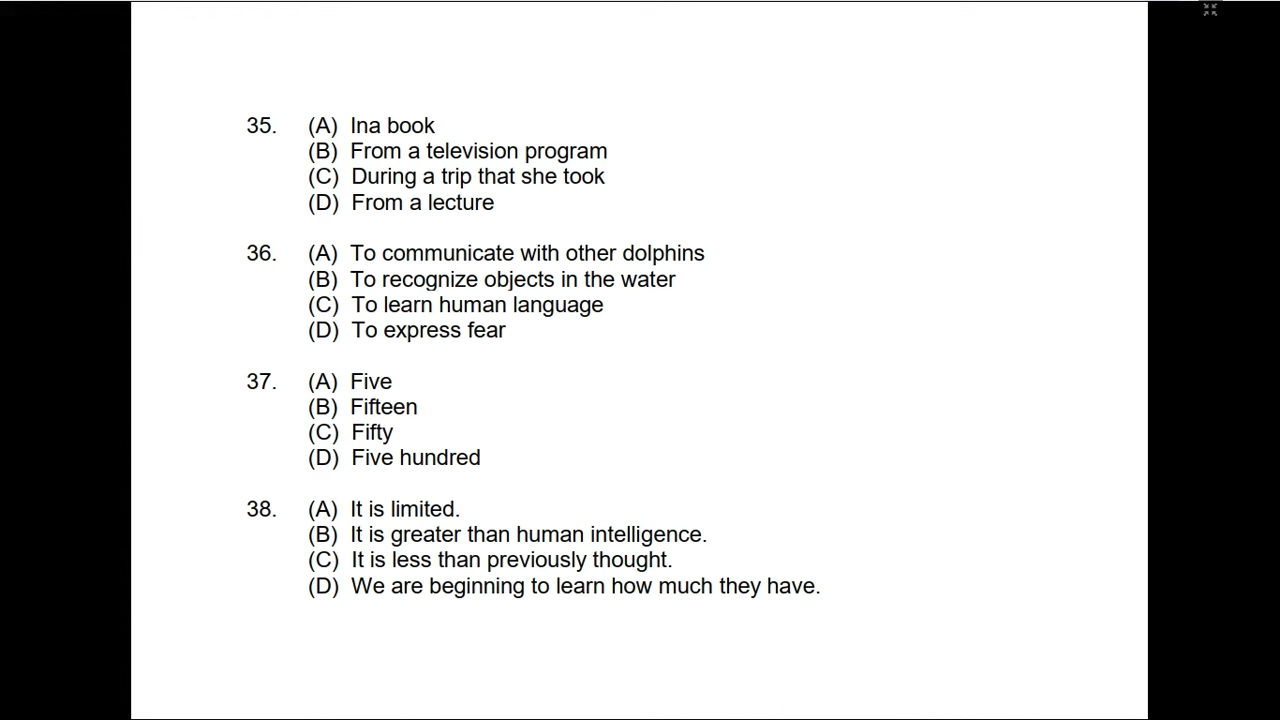 35. (A) Ina book
(B) From a television program
(C) During a trip that she took
(D) From a lecture
36. (A) To communicate with other dolphins
(B) To recognize objects in the water
(C) To learn human language
(D) To express fear
37. (A) Five
(B) Fifteen
(C) Fifty
(D) Five hundred
38. (A) It is limited.
(B) It is greater than human intelligence.
(C) It is less than previously thought.
(D) We are beginning to learn how much they have.